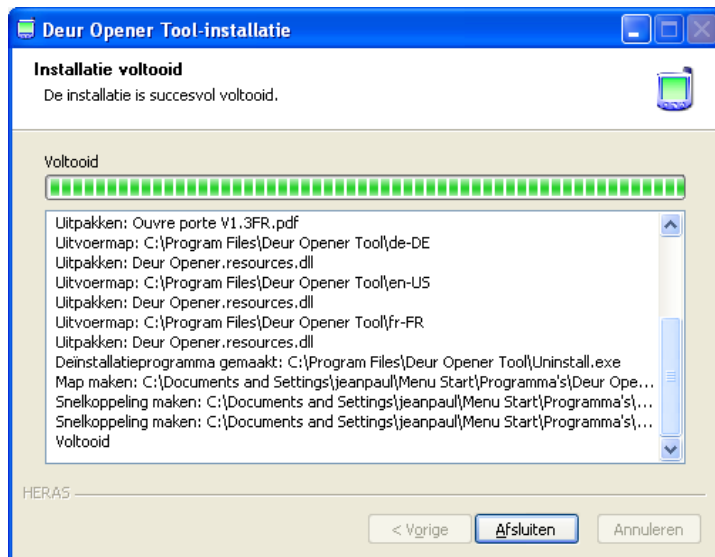 Deur Opener Tool-installatie
Installatie voltooid
De installatie is succesvol voltooid.
Voltooid
Uitpakken: Ouvre porte V1.3FR.pdf
Uitvoermap: C:\Program Files\Deur Opener Tool\de-DE
Uitpakken: Deur Opener.resources.dll
Uitvoermap: C:\Program Files\Deur Opener Tool\en-US
Uitpakken: Deur Opener.resources.dll
Uitvoermap: C:\Program Files\Deur Opener Tool\fr-FR
Uitpakken: Deur Opener.resources.dll
Deïnstallatieprogramma gemaakt: C:\Program Files\Deur Opener Tool\Uninstall.exe
Map maken: C:\Documents and Settings\jeanpaul\Menu Start\Programma's\Deur Ope...
Snelkoppeling maken: C:\Documents and Settings\jeanpaul\Menu Start\Programma's\...
Snelkoppeling maken: C:\Documents and Settings\jeanpaul\Menu Start\Programma's\...
Voltooid
HERAS
< Vorige Afsluiten Annuleren